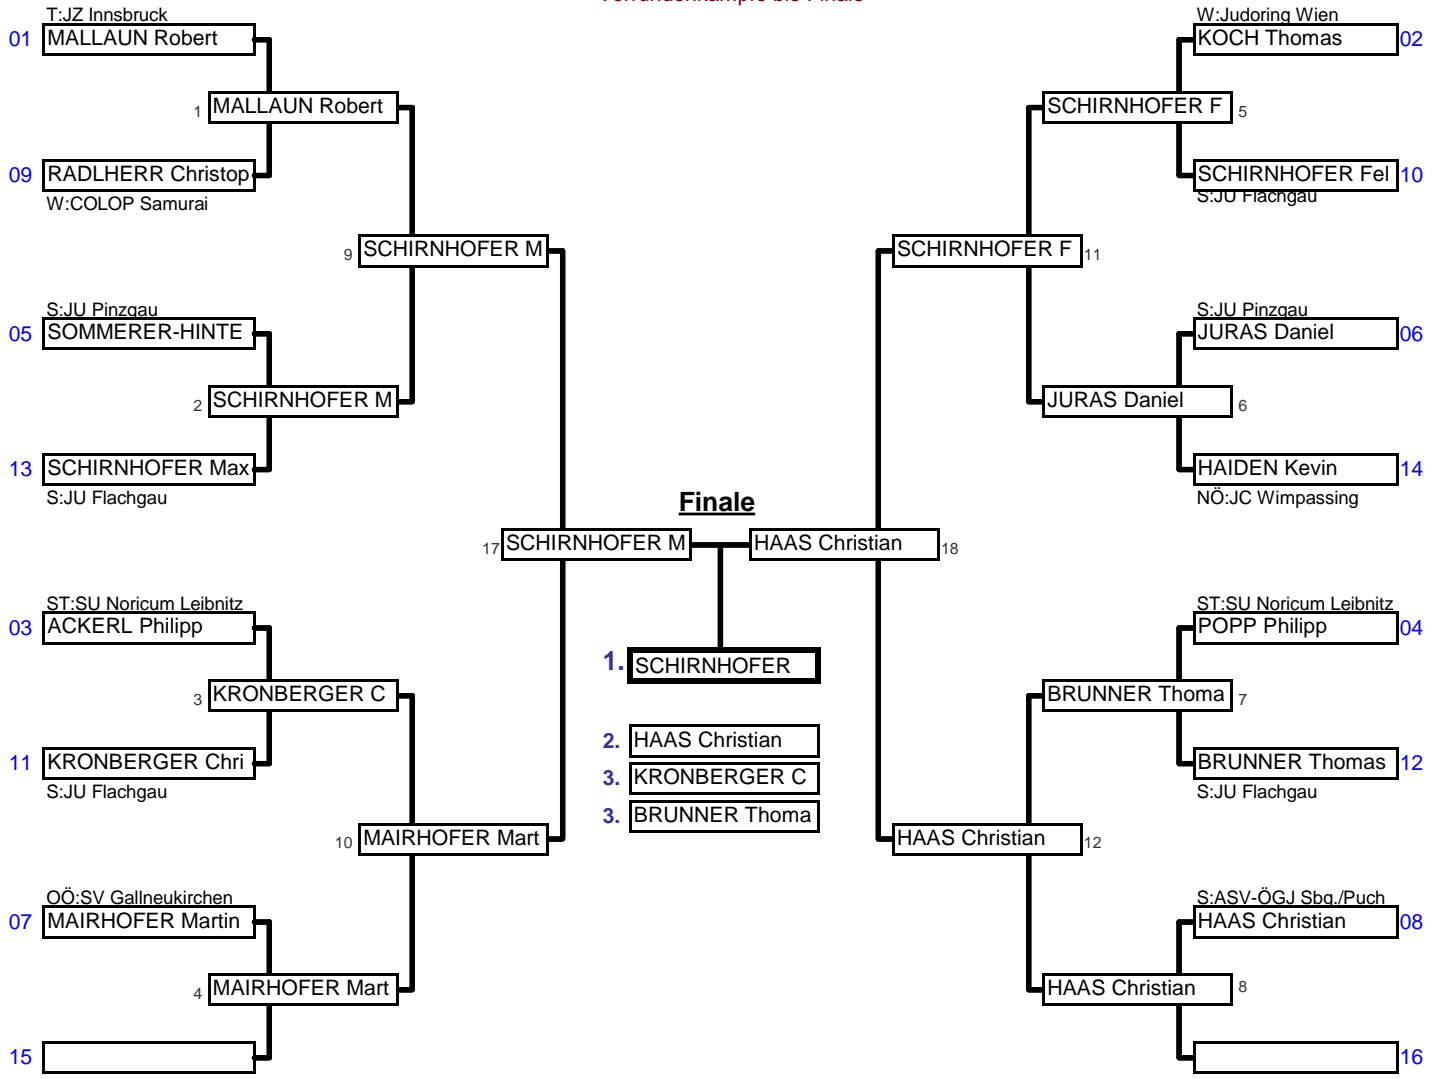 Vorrundenkämpfe bis Finale
T:JZ Innsbruck
01 MALLAUN Robert
1 MALLAUN Robert
09 RADLHERR Christop
W:COLOP Samurai
9 SCHIRNHOFER M
S:JU Pinzgau
05 SOMMERER-HINTE
2 SCHIRNHOFER M
13 SCHIRNHOFER Max
S:JU Flachgau
17 SCHIRNHOFER M
ST:SU Noricum Leibnitz
03 ACKERL Philipp
3 KRONBERGER C
11 KRONBERGER Chri
S:JU Flachgau
10 MAIRHOFER Mart
OÖ:SV Gallneukirchen
07 MAIRHOFER Martin
4 MAIRHOFER Mart
15
Finale
1. SCHIRNHOFER
2. HAAS Christian
3. KRONBERGER C
3. BRUNNER Thoma
W:Judoring Wien
KOCH Thomas 02
SCHIRNHOFER F 5
SCHIRNHOFER Fel 10
S:JU Flachgau
SCHIRNHOFER F 11
S:JU Pinzgau
JURAS Daniel 06
JURAS Daniel 6
HAIDEN Kevin 14
NÖ:JC Wimpassing
HAAS Christian 18
ST:SU Noricum Leibnitz
POPP Philipp 04
BRUNNER Thoma 7
BRUNNER Thomas 12
S:JU Flachgau
HAAS Christian 12
S:ASV-ÖGJ Sbg./Puch
HAAS Christian 08
HAAS Christian 8
16